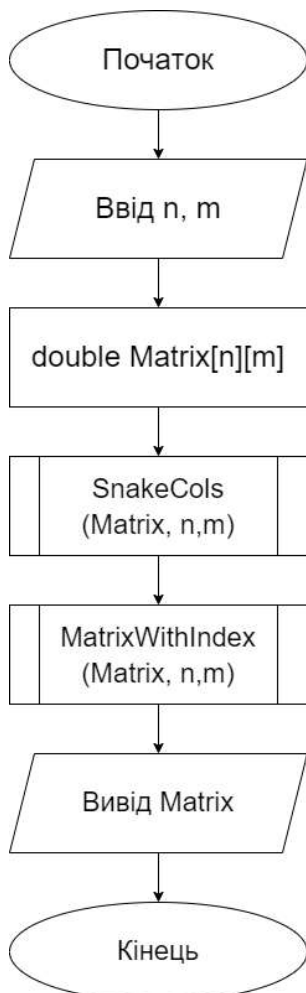 Початок
Ввід n, m
double Matrix[n][m]
SnakeCols
(Matrix, n,m)
MatrixWithIndex
(Matrix, n,m)
Вивід Matrix
Кінець